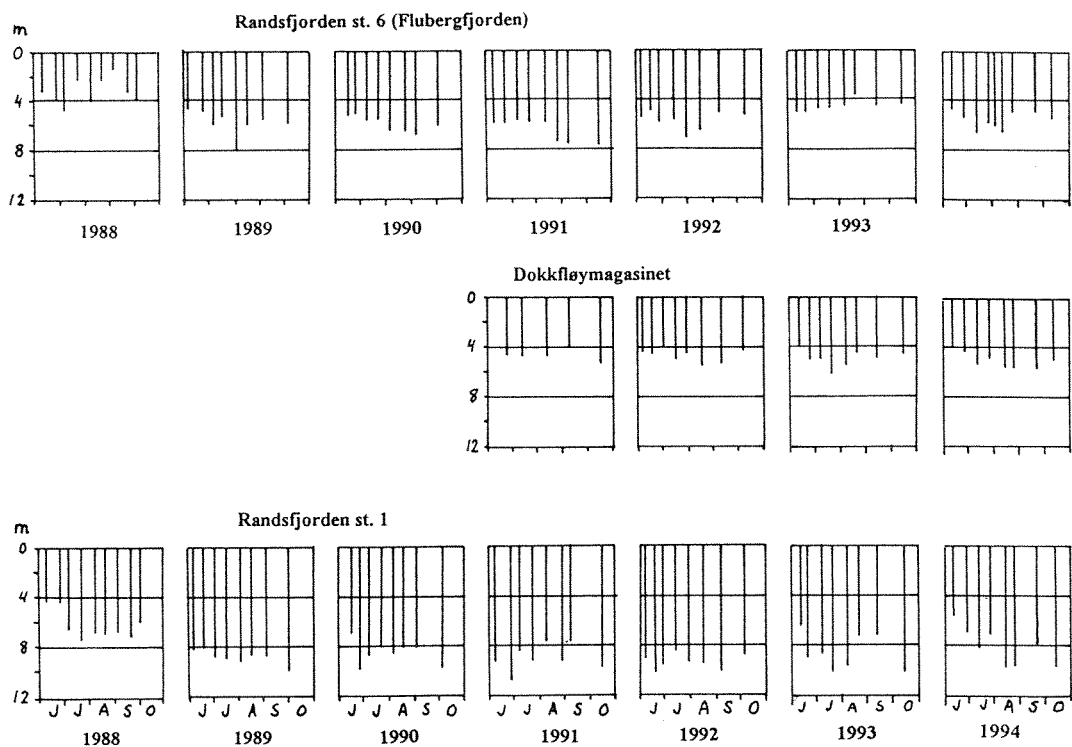 Randsfjorden st. 6 (Flubergfjorden)
m
0
4
8
12
1988 1989 1990 1991 1992 1993
Dokkfløymagasinet
0
4
8
12
Randsfjorden st. 1
m
0
4
8
12
J J A S O J J A S O J J A S O J J A S O J J A S O J J A S O J J A S O
1988 1989 1990 1991 1992 1993 1994